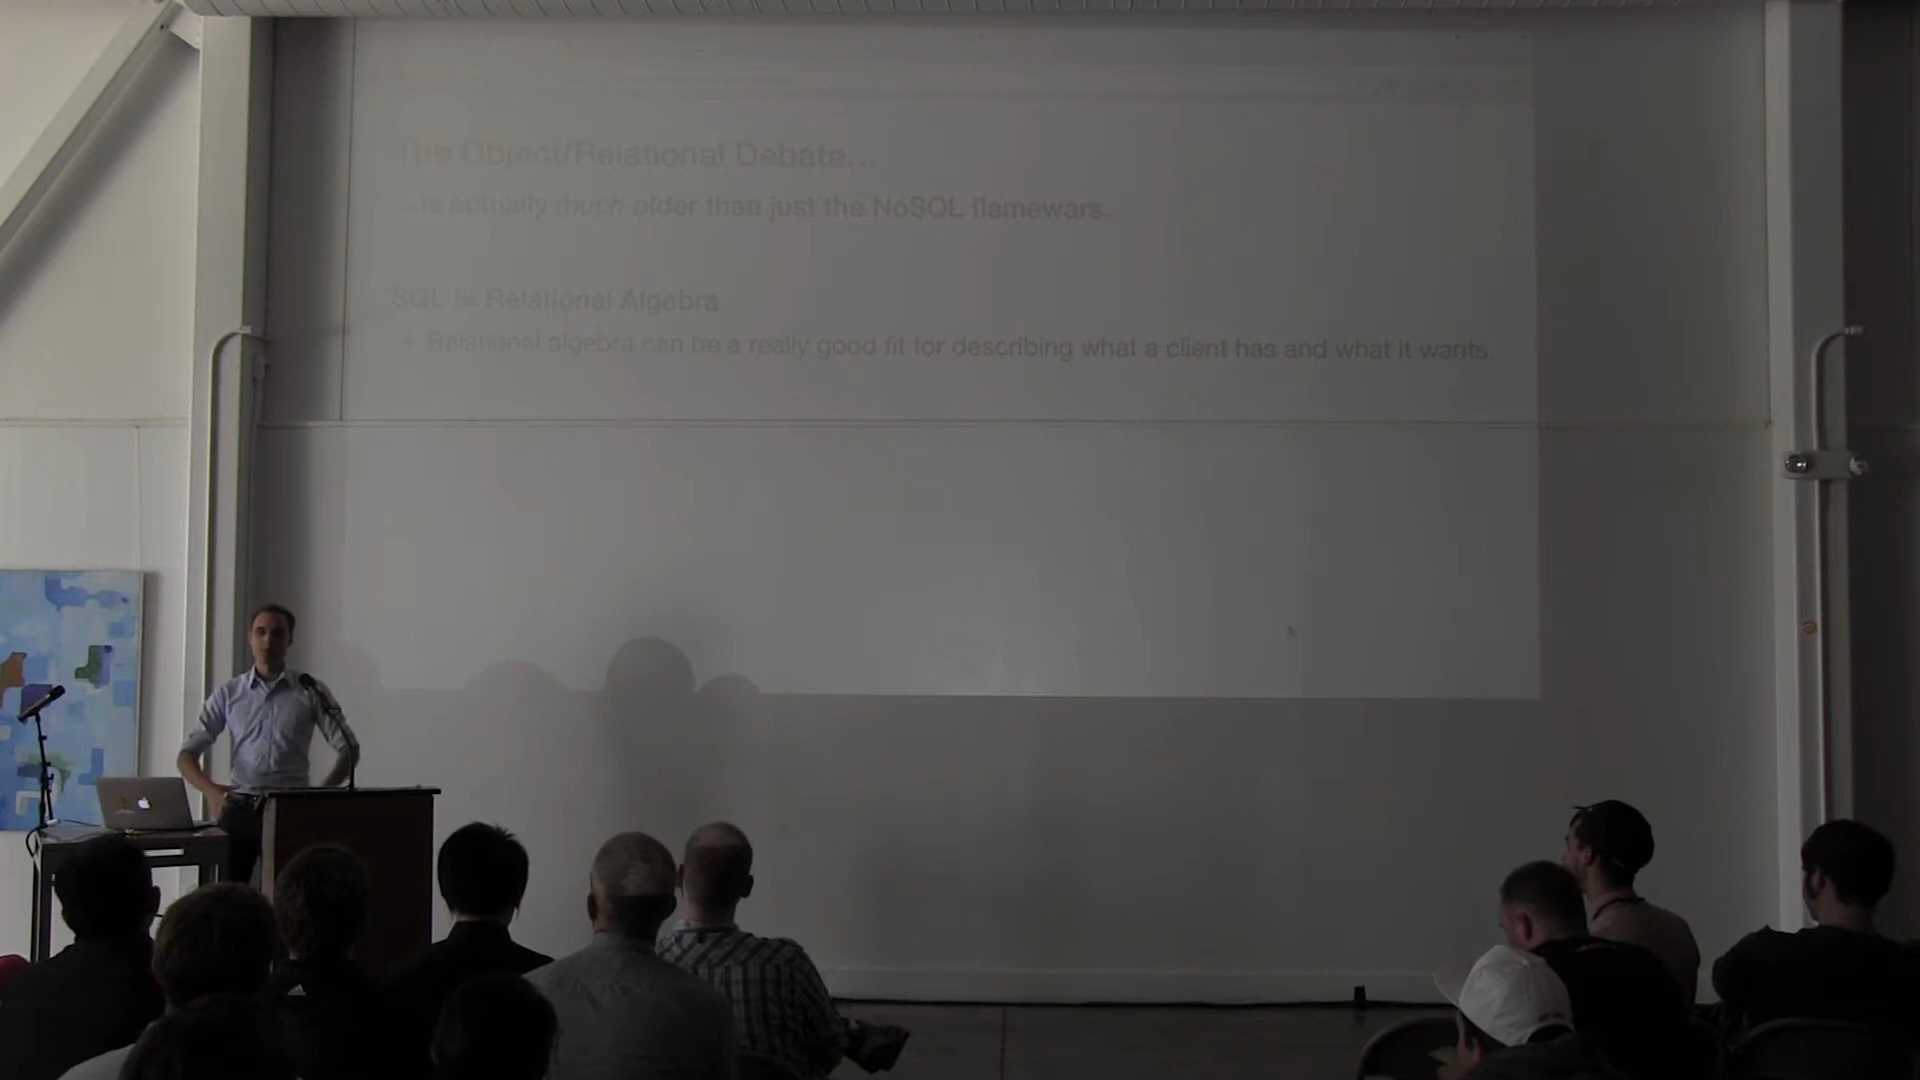 The Object/Relational Debate...
...is actually much older than just the NoSQL flamewars.
SQL is Relational Algebra
• Relational algebra can be a really good fit for describing what a client has and what it wants.